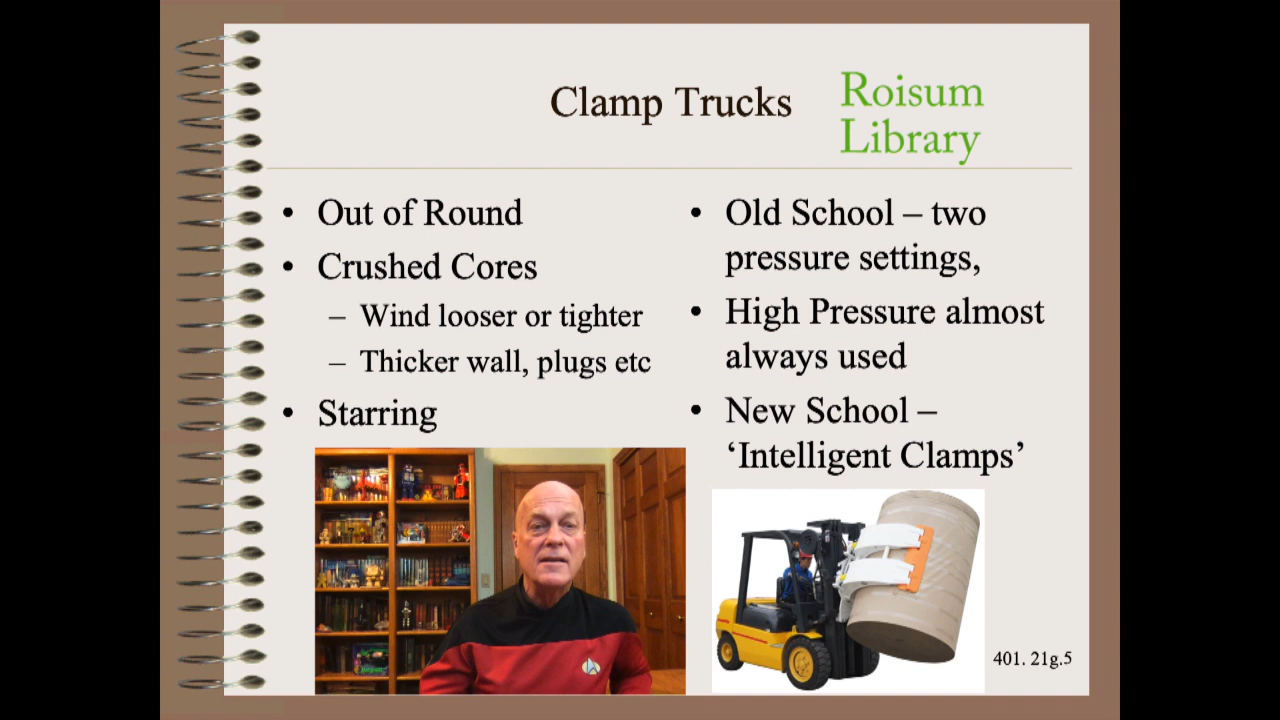 Clamp Trucks
Roisum
Library
• Out of Round
• Crushed Cores
– Wind looser or tighter
– Thicker wall, plugs etc
• Starring
• Old School – two
pressure settings,
• High Pressure almost
always used
• New School –
‘Intelligent Clamps’
401. 21g.5